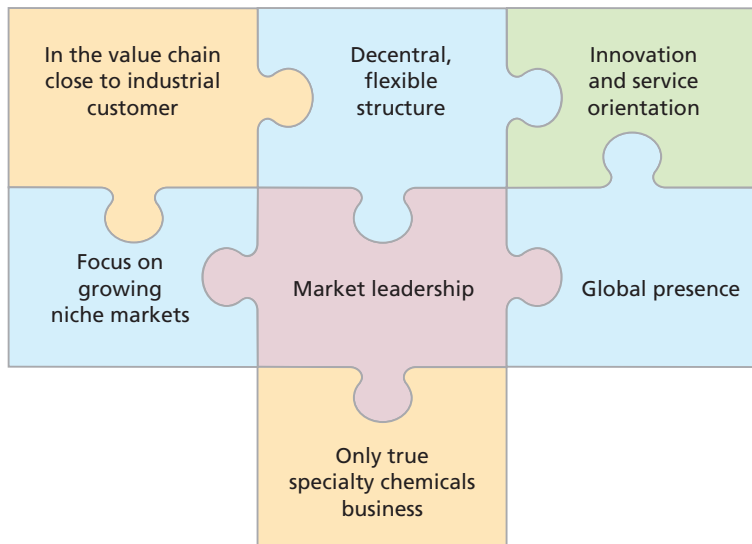 In the value chain
close to industrial
customer
Decentral,
flexible
structure
Innovation
and service
orientation
Focus on
growing
niche markets
Market leadership
Global presence
Only true
specialty chemicals
business